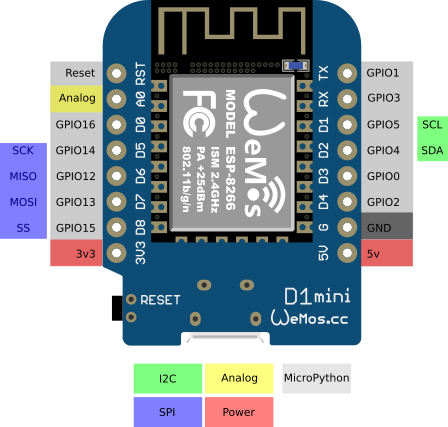 Reset RST TX GPIO1
Analog A0 RX GPIO3
GPIO16 D0 D1 GPIO5 SCL
SCK GPIO14 D5 D2 GPIO4 SDA
MISO GPIO12 D6 D3 GPIO0
MOSI GPIO13 D7 D4 GPIO2
SS GPIO15 D8 G GND
3v3 3V3 5V 5v
WeMos
MODEL ESP-8266
ISM 2.4GHz
PA +25dBm
802.11b/g/n
FC
RESET
D1 mini
WeMos.cc
I2C Analog MicroPython
SPI Power